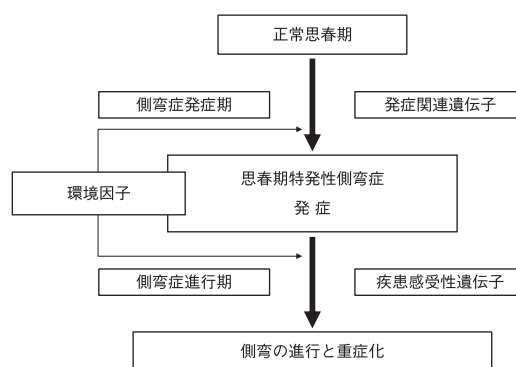 正常思春期
側弯症発症期
発症関連遺伝子
環境因子
思春期特発性側弯症
発 症
側弯症進行期
疾患感受性遺伝子
側弯の進行と重症化